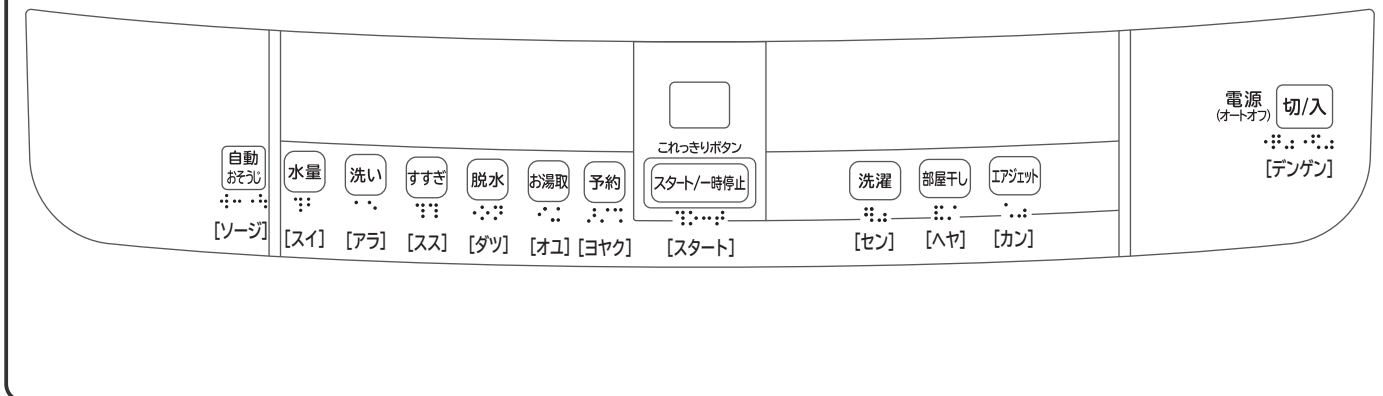 電源
(オートオフ)
切/入
[デンゲン]
これっきりボタン
自動
おそうじ
水量
洗い
すすぎ
脱水
お湯取
予約
スタート/一時停止
洗濯
部屋干し
エアジェット
[ソージ]
[スイ]
[アラ]
[スス]
[ダツ]
[オユ]
[ヨヤク]
[スタート]
[セン]
[ヘヤ]
[カン]